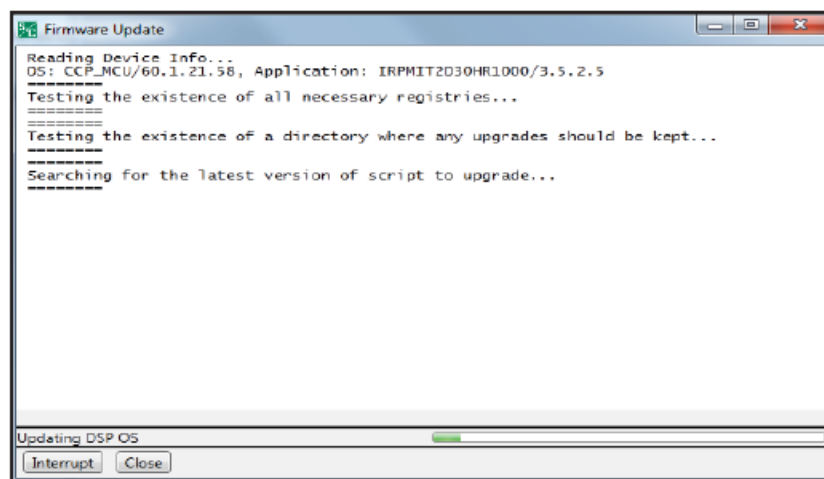 Firmware Update
Reading Device Info...
OS: CCP_MCU/60.1.21.58, Application: IRPMIT2D30HR1000/3.5.2.5
========
Testing the existence of all necessary registries...
========
========
Testing the existence of a directory where any upgrades should be kept...
========
========
Searching for the latest version of script to upgrade...
========
Updating DSP OS
Interrupt Close